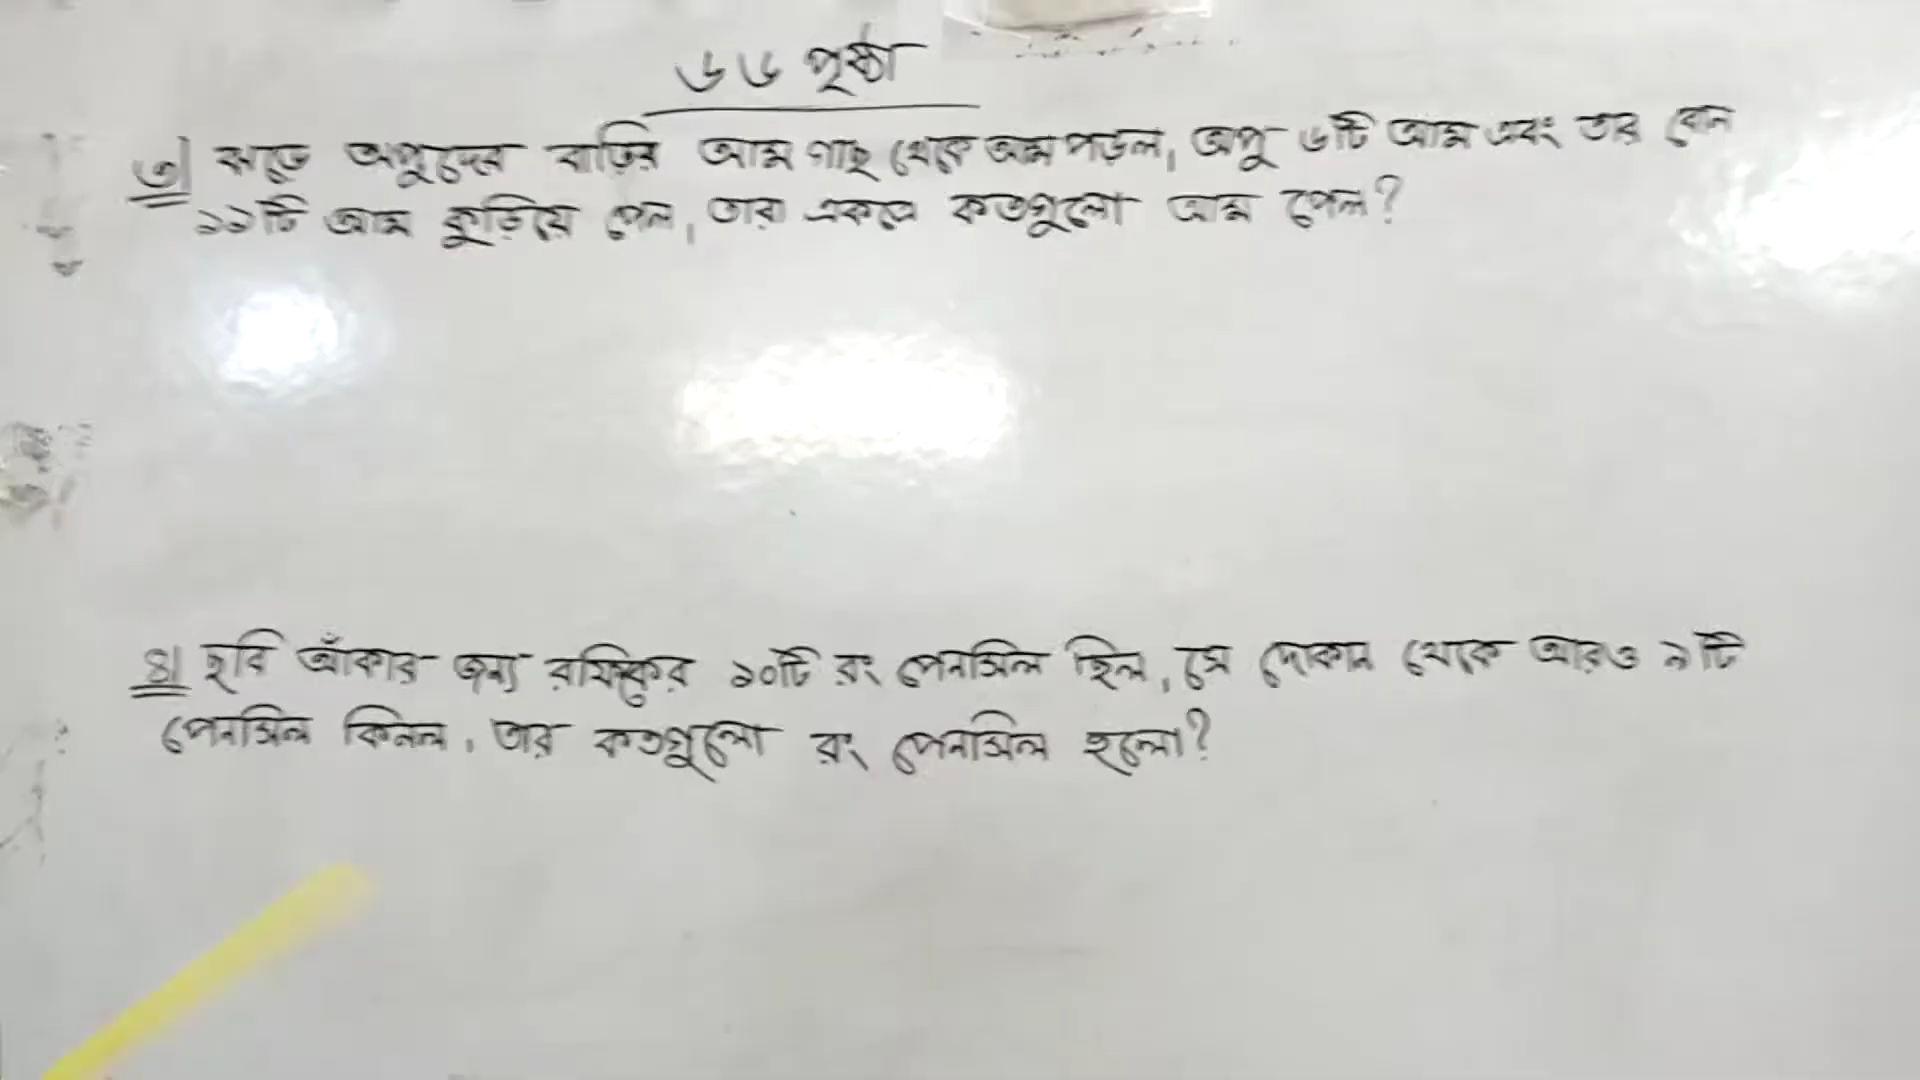 ৬৬ পৃষ্ঠা
৩| ঝড়ে অপুদের বাড়ির আম গাছ থেকে আম পড়ল, অপু ৬টি আম এবং তার বোন
১১টি আম কুড়িয়ে পেল, তারা একত্রে কতগুলো আম পেল?
৪| ছবি আঁকার জন্য রফিকের ১০টি রং পেনসিল ছিল, সে দোকান থেকে আরও ৯টি
পেনসিল কিনল, তার কতগুলো রং পেনসিল হলো?